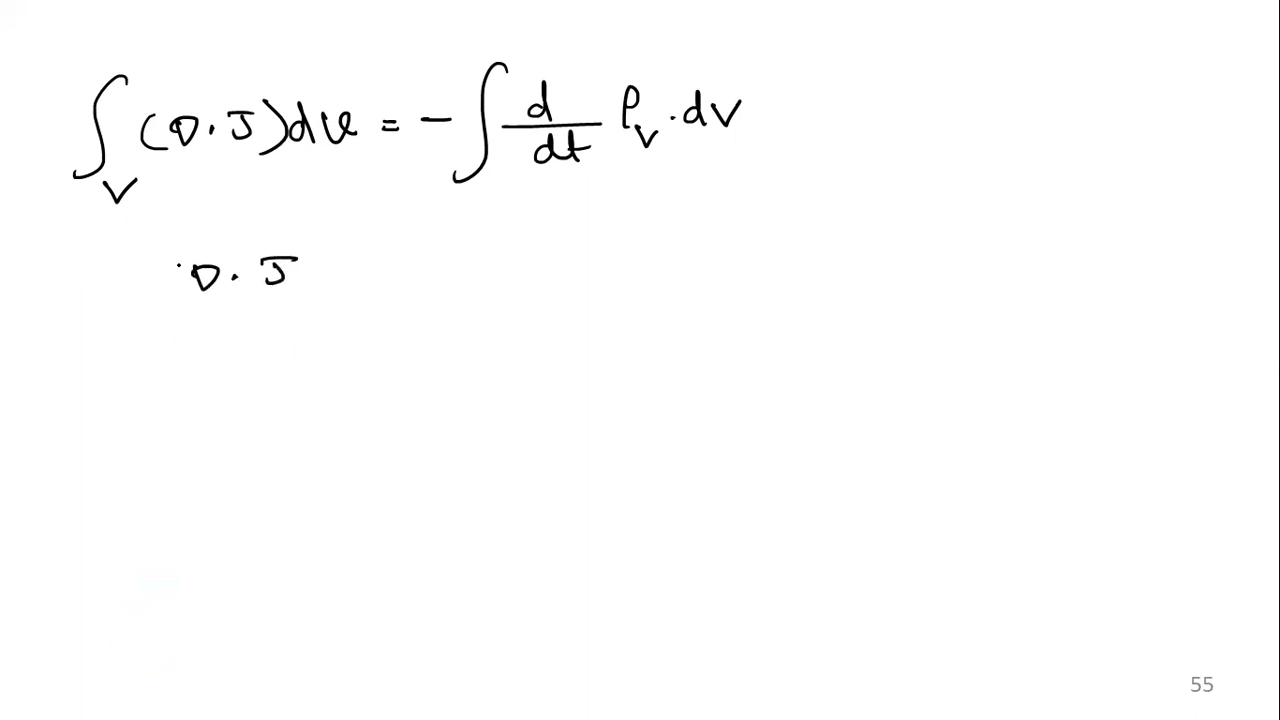 ∫_V (∇ · J) dv = - ∫ d/dt ρ_v · dv
∇ · J
55